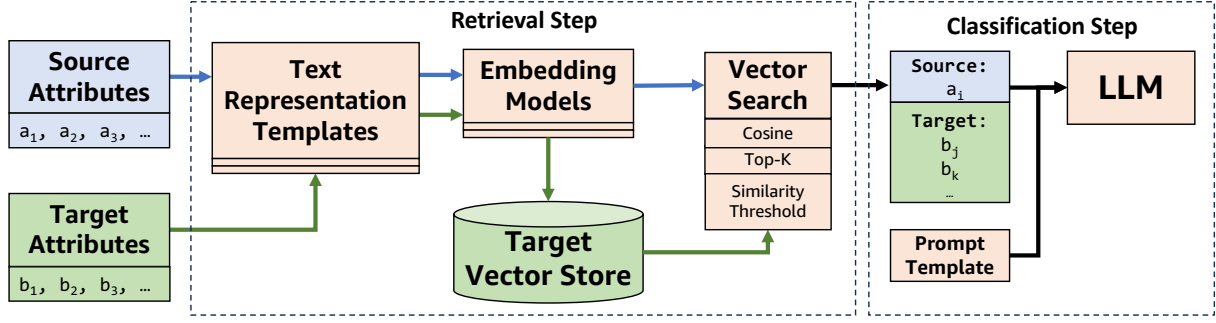 Retrieval Step
Classification Step
Source
Attributes
a₁, a₂, a₃, …
Target
Attributes
b₁, b₂, b₃, …
Text
Representation
Templates
Embedding
Models
Target
Vector Store
Vector
Search
Cosine
Top-K
Similarity
Threshold
Source:
aᵢ
Target:
bⱼ
bₖ
…
Prompt
Template
LLM